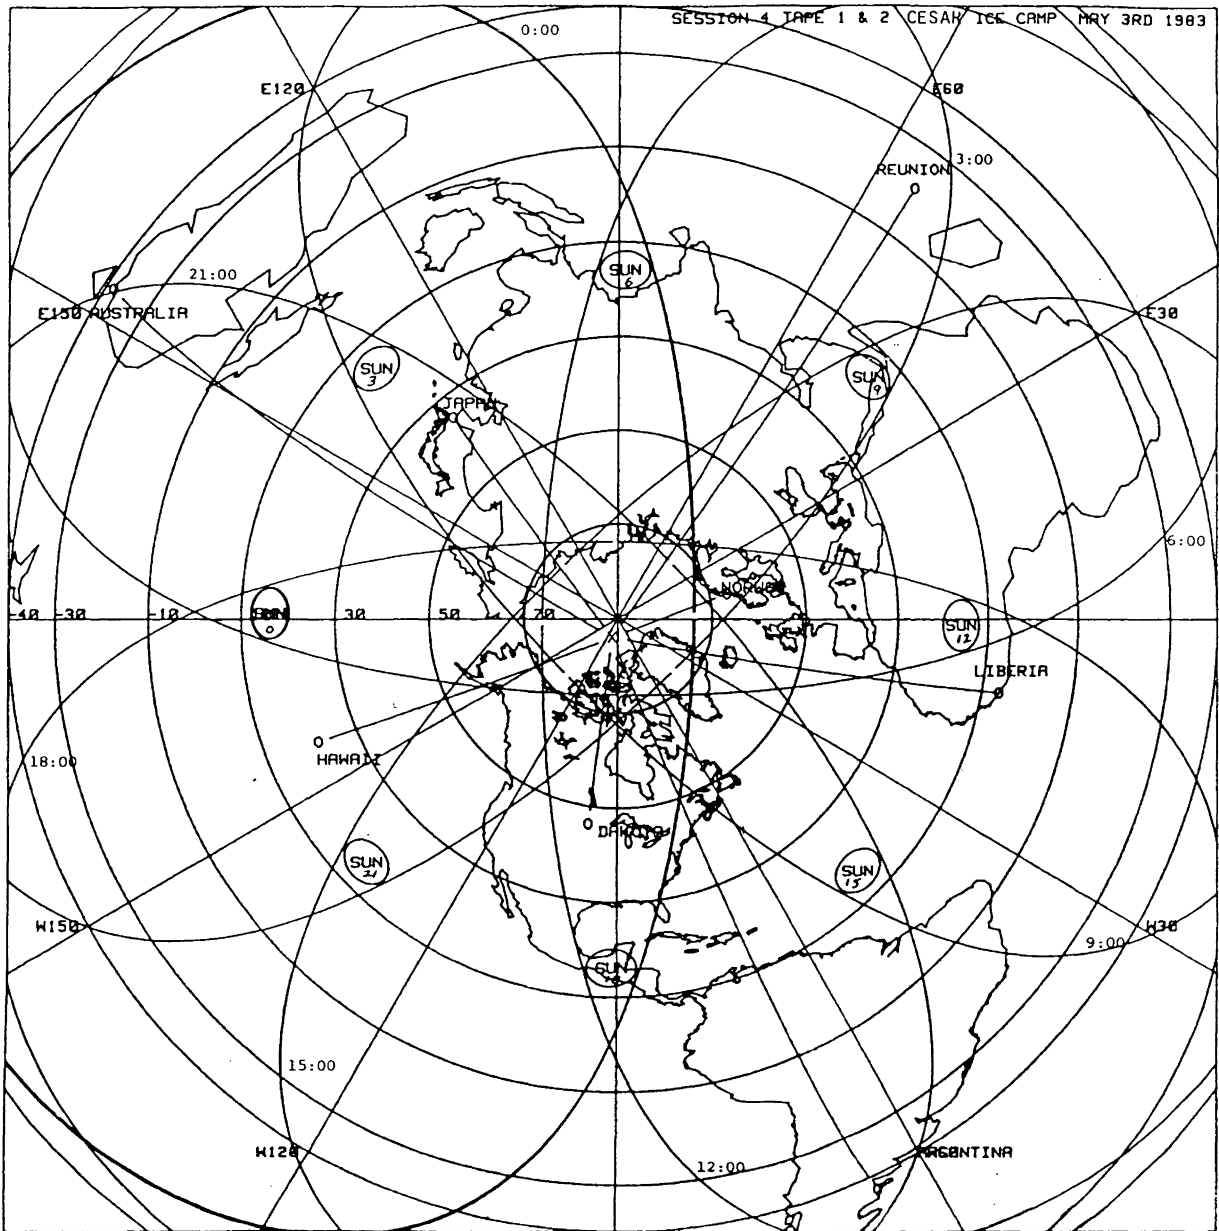 SESSION 4 TAPE 1 & 2 CESAR ICE CAMP MAY 3RD 1983
0:00
E120
E60
REUNION
3:00
SUN
6
21:00
E150 AUSTRALIA
E30
SUN
3
SUN
9
JAPAN
6:00
NORWAY
-40 -30 -10 30 50 70
SUN
0
SUN
12
LIBERIA
HAWAII
18:00
DAKOTA
SUN
21
SUN
15
W150
W30
9:00
SUN
15:00
W120
12:00
ARGENTINA